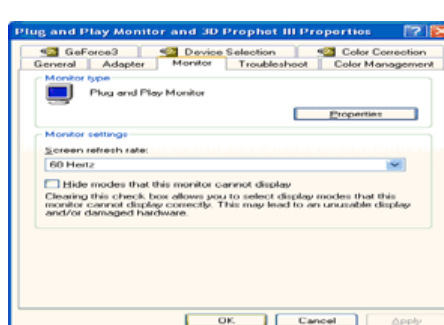 Plug and Play Monitor and 3D Prophet III Properties
GeForce3 Device Selection Color Correction
General Adapter Monitor Troubleshoot Color Management
Monitor type
Plug and Play Monitor
Properties
Monitor settings
Screen refresh rate:
60 Hertz
Hide modes that this monitor cannot display
Clearing this check box allows you to select display modes that this
monitor cannot display correctly. This may lead to an unusable display
and/or damaged hardware.
OK Cancel Apply